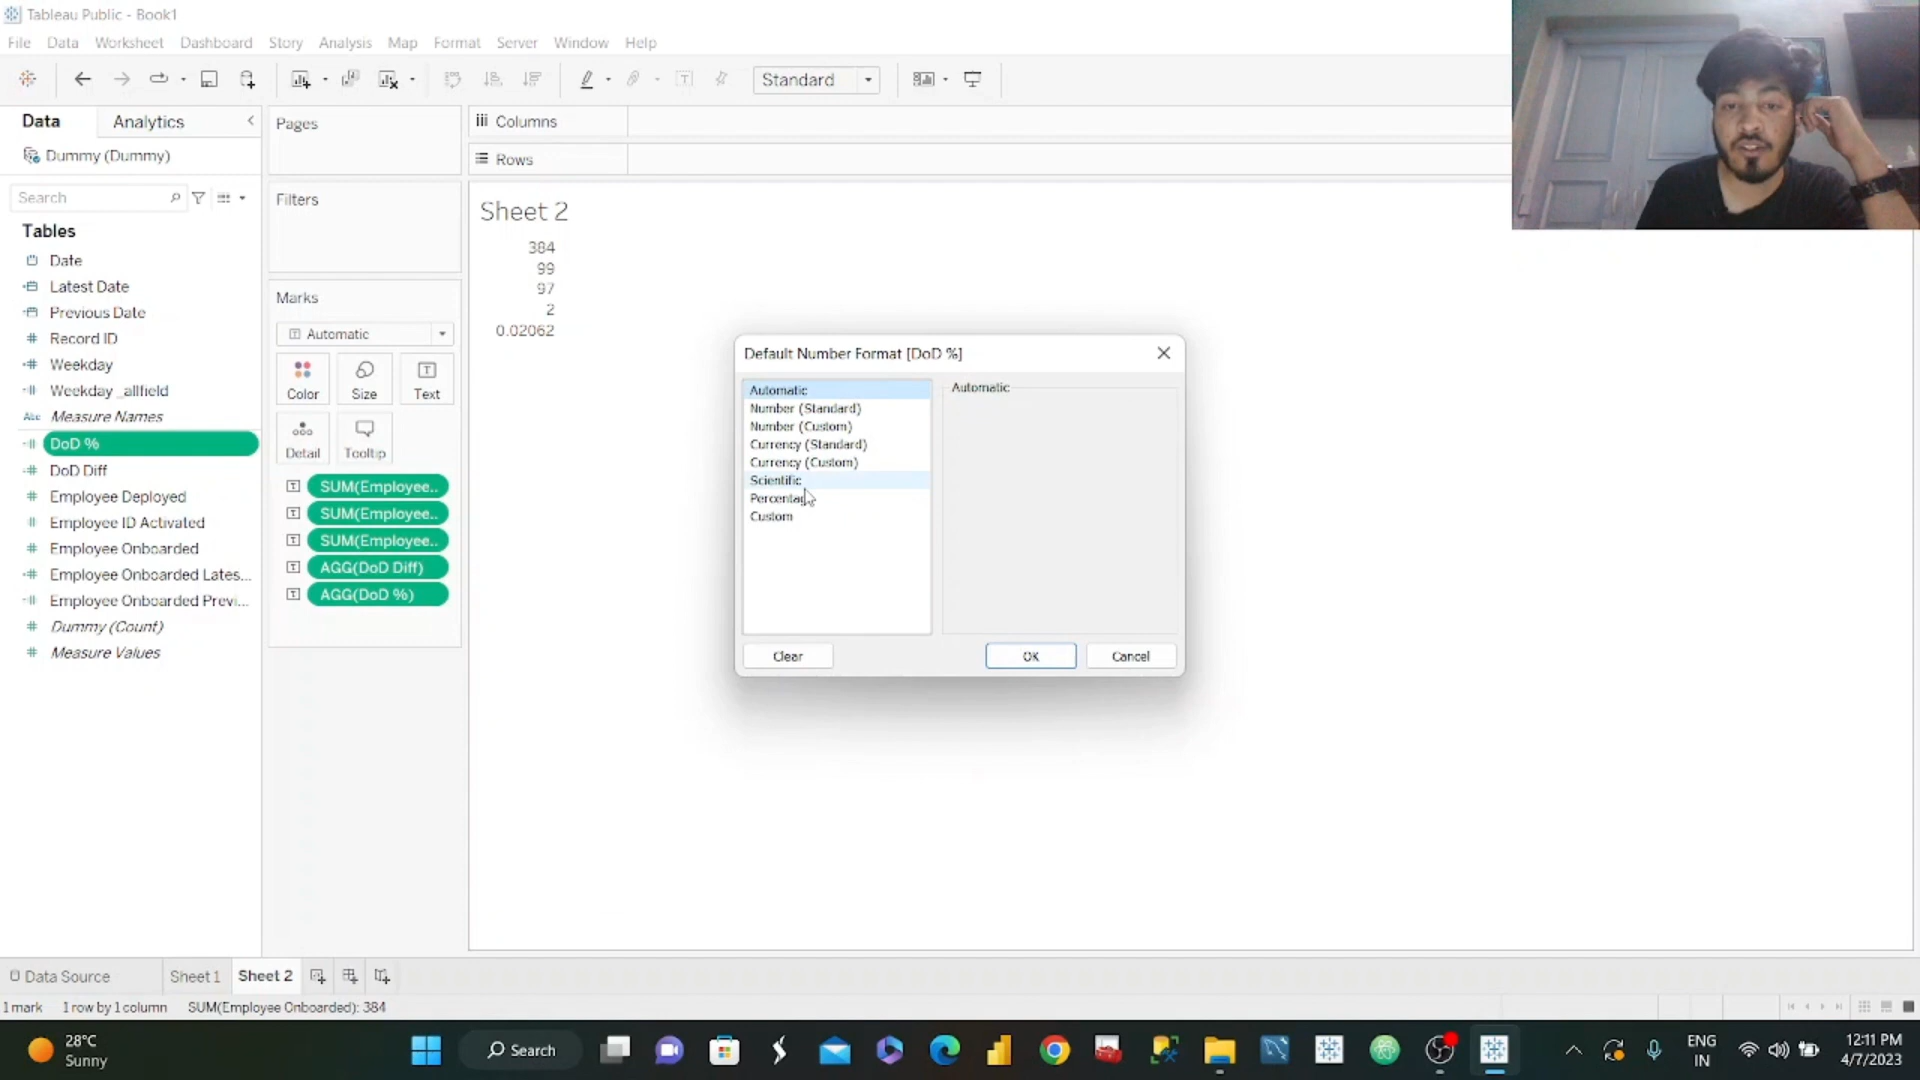 Tableau Public - Book1
File Data Worksheet Dashboard Story Analysis Map Format Server Window Help
Standard
Data Analytics
Dummy (Dummy)
Search
Tables
Date
Latest Date
Previous Date
Record ID
Weekday
Weekday _allfield
Abc Measure Names
DoD %
DoD Diff
Employee Deployed
Employee ID Activated
Employee Onboarded
Employee Onboarded Lates...
Employee Onboarded Previ...
Dummy (Count)
Measure Values
Pages
Filters
Marks
Automatic
Color Size Text
Detail Tooltip
SUM(Employee..
SUM(Employee..
SUM(Employee..
AGG(DoD Diff)
AGG(DoD %)
Columns
Rows
Sheet 2
384
99
97
2
0.02062
Default Number Format [DoD %]
Automatic
Number (Standard)
Number (Custom)
Currency (Standard)
Currency (Custom)
Scientific
Custom
Automatic
Clear OK Cancel
Data Source Sheet 1 Sheet 2
1 mark 1 row by 1 column SUM(Employee Onboarded): 384
28°C
Sunny
Search
ENG
IN
12:11 PM
4/7/2023